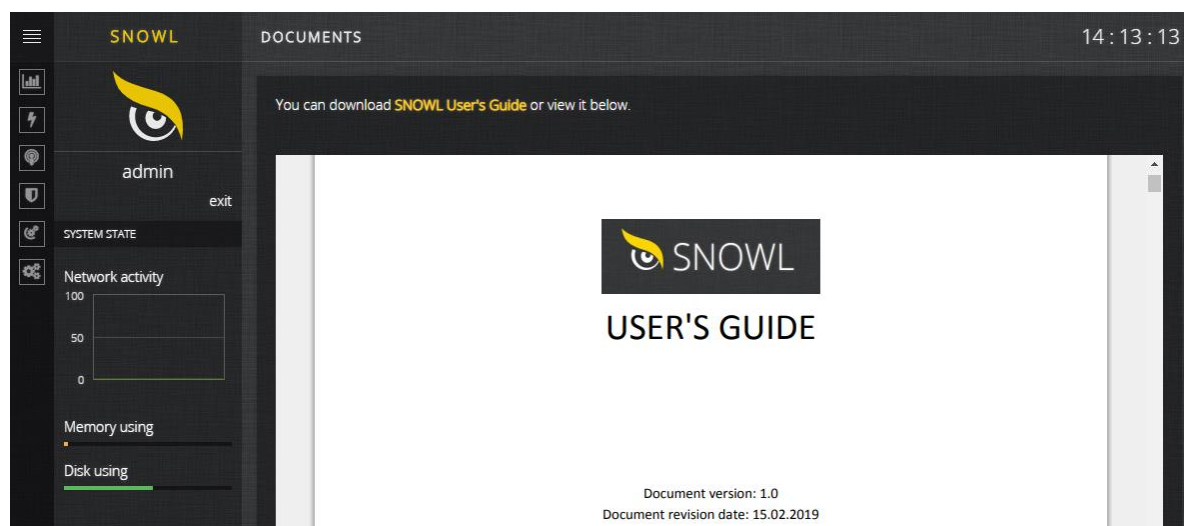 SNOWL
DOCUMENTS
14 : 13 : 13
You can download SNOWL User's Guide or view it below.
admin
exit
SYSTEM STATE
Network activity
100
50
0
Memory using
Disk using
SNOWL
USER'S GUIDE
Document version: 1.0
Document revision date: 15.02.2019